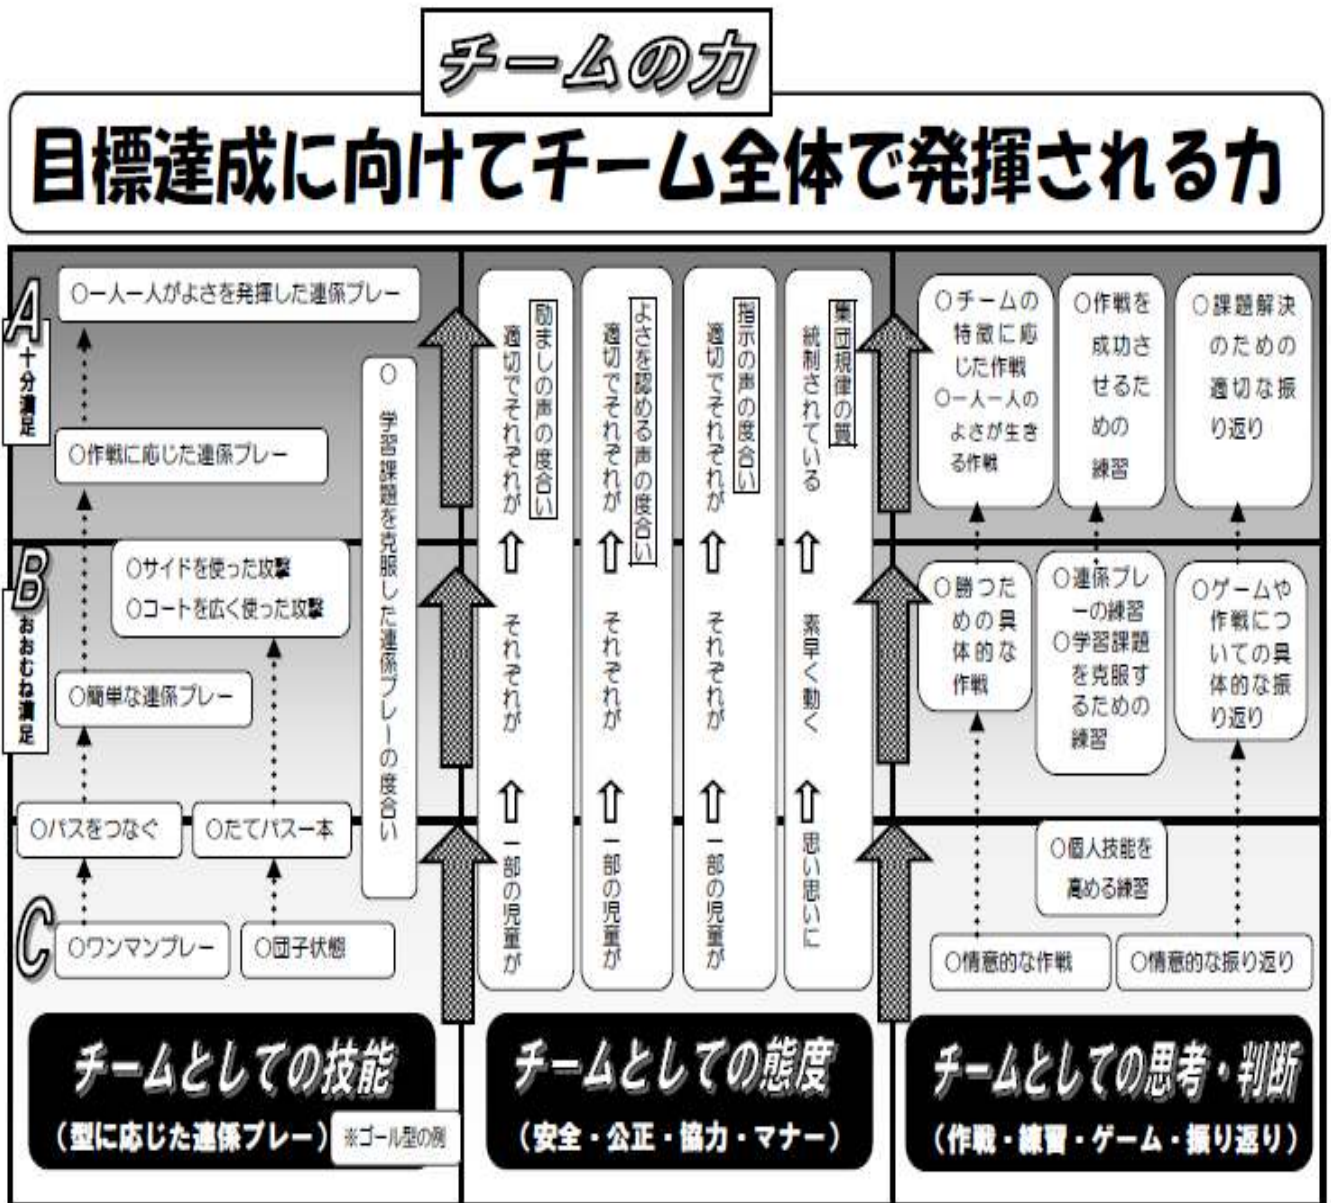 チームの力
目標達成に向けてチーム全体で発揮される力
A
十分満足
○一人一人がよさを発揮した連係プレー
○作戦に応じた連係プレー
B
おおむね満足
○サイドを使った攻撃
○コートを広く使った攻撃
○簡単な連係プレー
○パスをつなぐ
○たてパス一本
C
○ワンマンプレー
○団子状態
○ 学習課題を克服した連係プレーの度合い
チームとしての技能
(型に応じた連係プレー)
※ゴール型の例
励ましの声の度合い
適切でそれぞれが
それぞれが
一部の児童が
よさを認める声の度合い
適切でそれぞれが
それぞれが
一部の児童が
指示の声の度合い
適切でそれぞれが
それぞれが
一部の児童が
集団規律の質
統制されている
素早く動く
思い思いに
チームとしての態度
(安全・公正・協力・マナー)
○チームの
特徴に応
じた作戦
○一人一人の
よさが生き
る作戦
○作戦を
成功さ
せるた
めの
練習
○課題解決
のための
適切な振
り返り
○勝つた
めの具
体的な
作戦
○連係プレ
ーの練習
○学習課題
を克服す
るための
練習
○ゲームや
作戦につ
いての具
体的な振
り返り
○個人技能を
高める練習
○情意的な作戦
○情意的な振り返り
チームとしての思考・判断
(作戦・練習・ゲーム・振り返り)